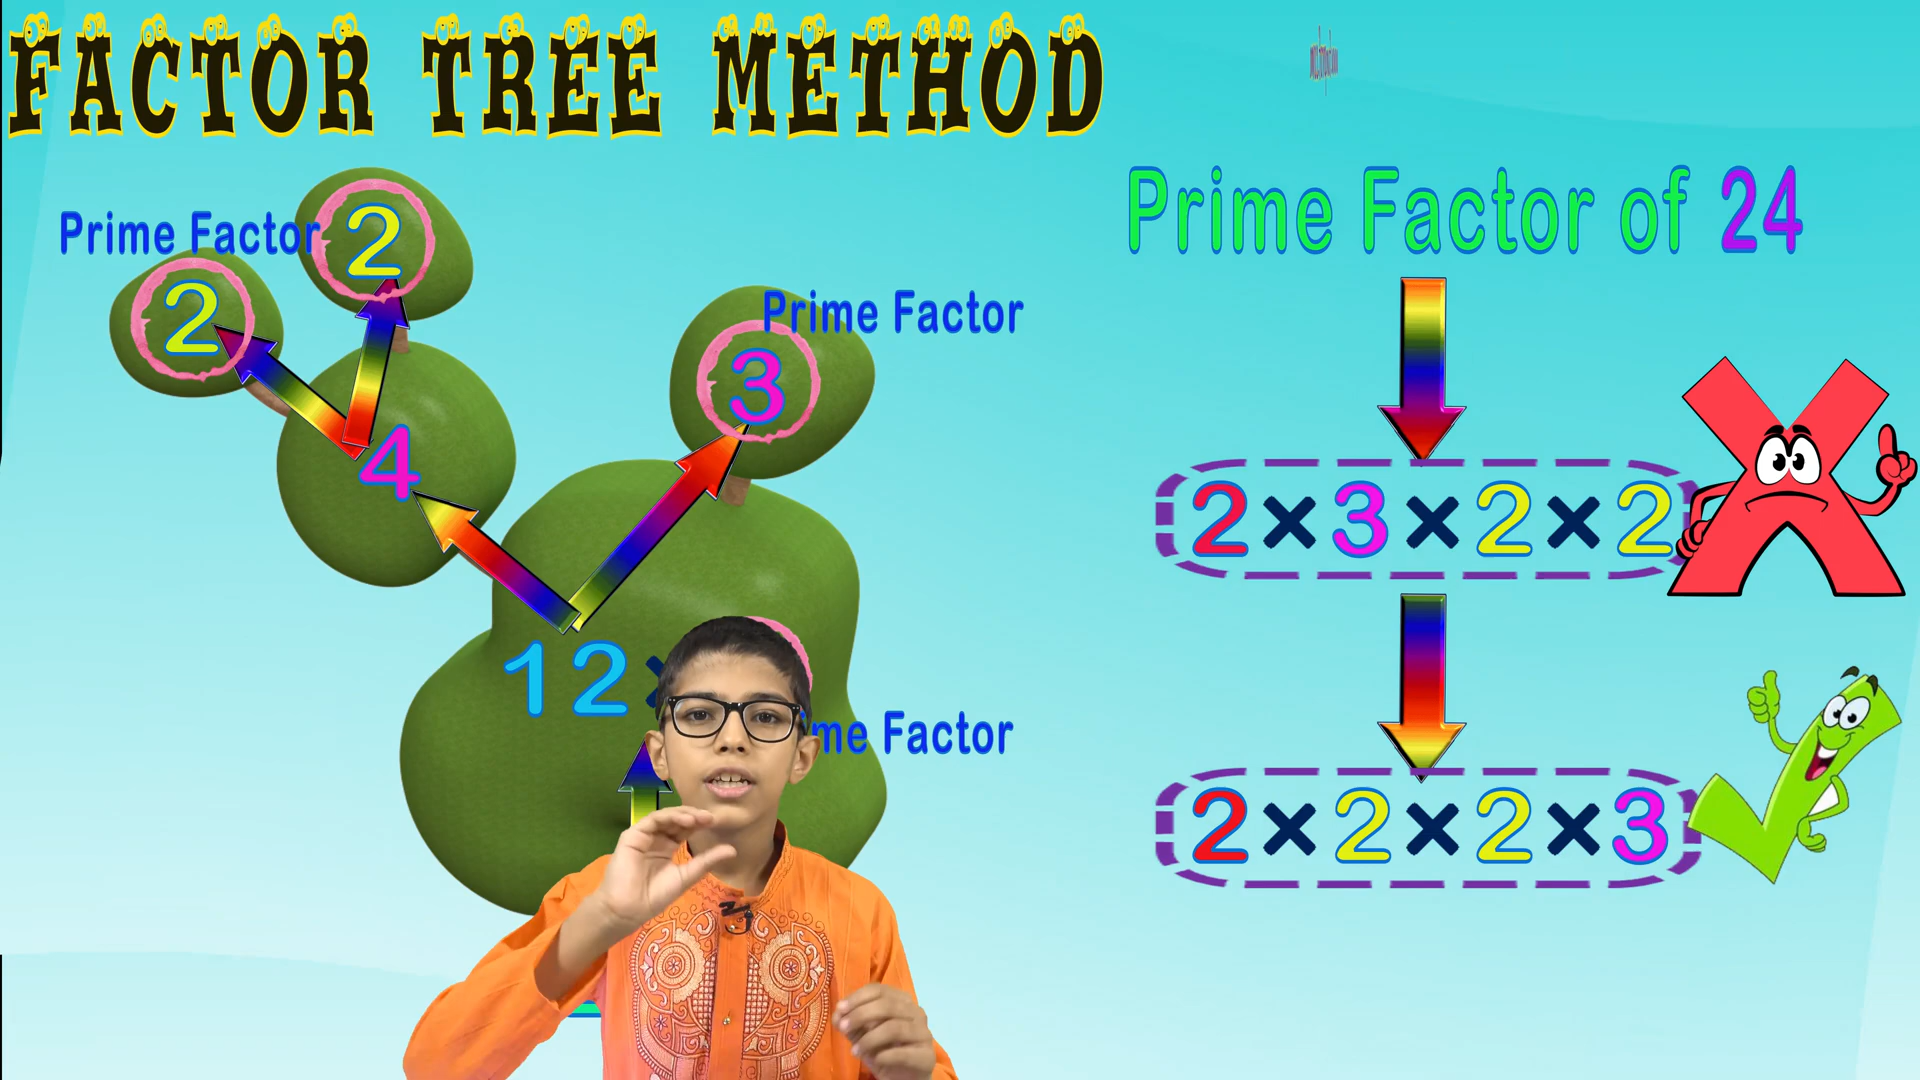 FACTOR TREE METHOD
Prime Factor of 24
Prime Factor 2
2
Prime Factor
3
4
2×3×2×2
12×
me Factor
2×2×2×3